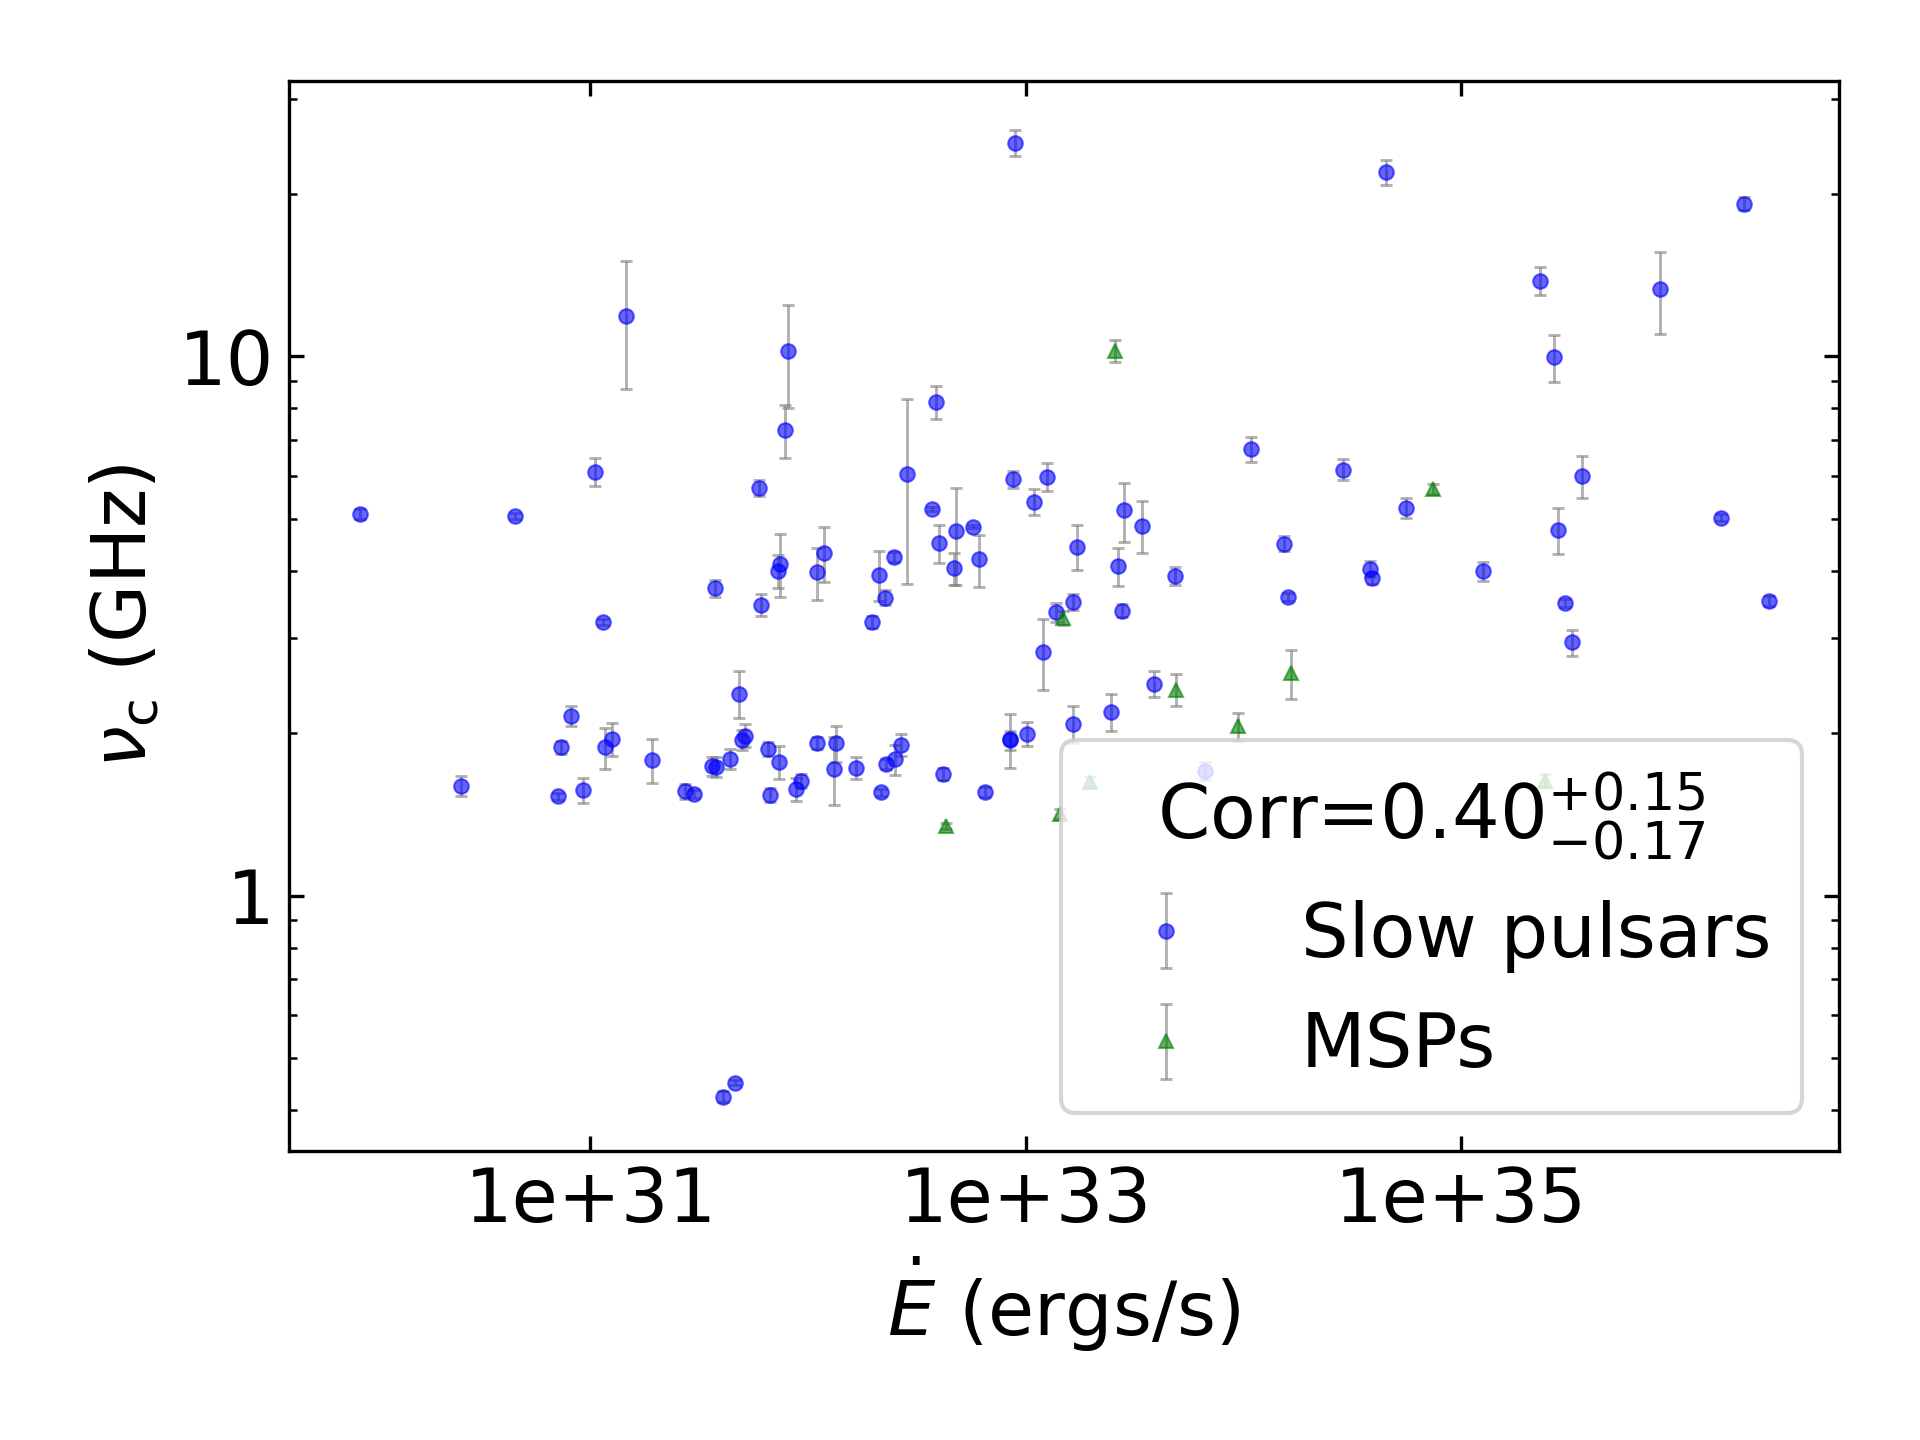 10
1
ν_c (GHz)
Corr=0.40^{+0.15}_{−0.17}
Slow pulsars
MSPs
1e+31 1e+33 1e+35
Ė (ergs/s)